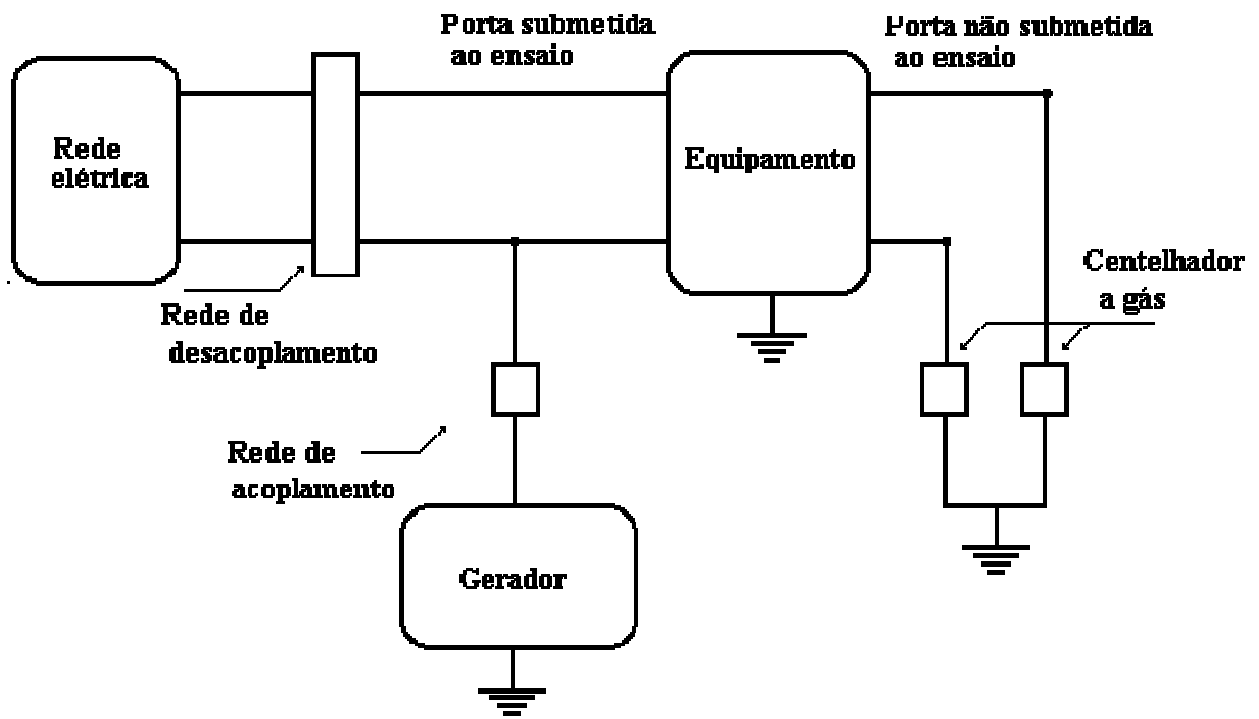 Porta submetida
ao ensaio
Porta não submetida
ao ensaio
Rede
elétrica
Equipamento
Centelhador
a gás
Rede de
desacoplamento
Rede de
acoplamento
Gerador